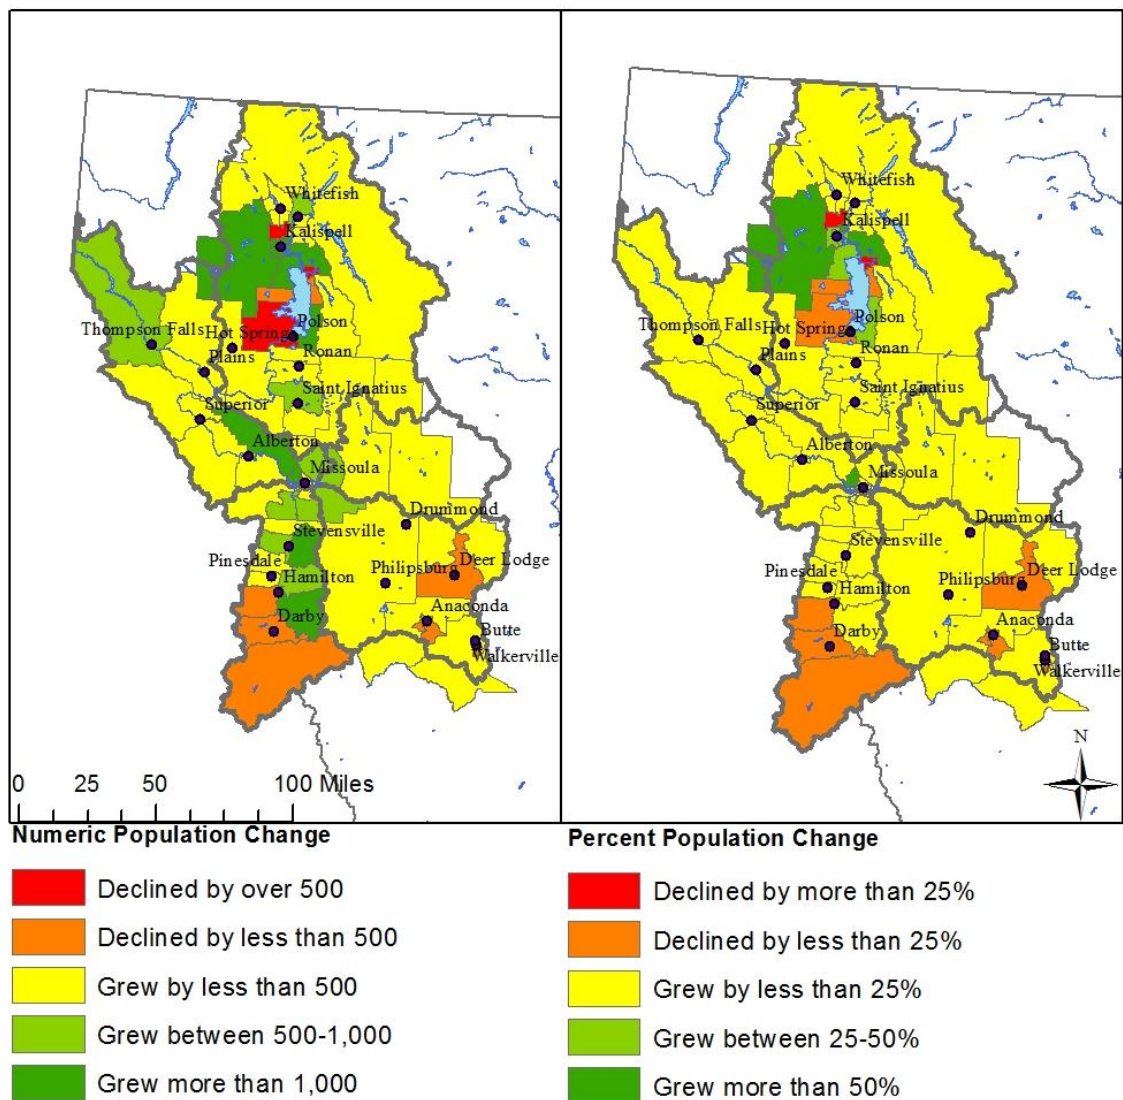 Whitefish
Kalispell
Thompson Falls
Hot Springs
Polson
Plains
Ronan
Saint Ignatius
Superior
Alberton
Missoula
Drummond
Stevensville
Pinesdale
Philipsburg
Deer Lodge
Hamilton
Anaconda
Darby
Butte
Walkerville
0 25 50 100 Miles
Whitefish
Kalispell
Thompson Falls
Hot Springs
Polson
Plains
Ronan
Saint Ignatius
Superior
Alberton
Missoula
Drummond
Stevensville
Pinesdale
Philipsburg
Deer Lodge
Hamilton
Anaconda
Darby
Butte
Walkerville
N
Numeric Population Change
Declined by over 500
Declined by less than 500
Grew by less than 500
Grew between 500-1,000
Grew more than 1,000
Percent Population Change
Declined by more than 25%
Declined by less than 25%
Grew by less than 25%
Grew between 25-50%
Grew more than 50%